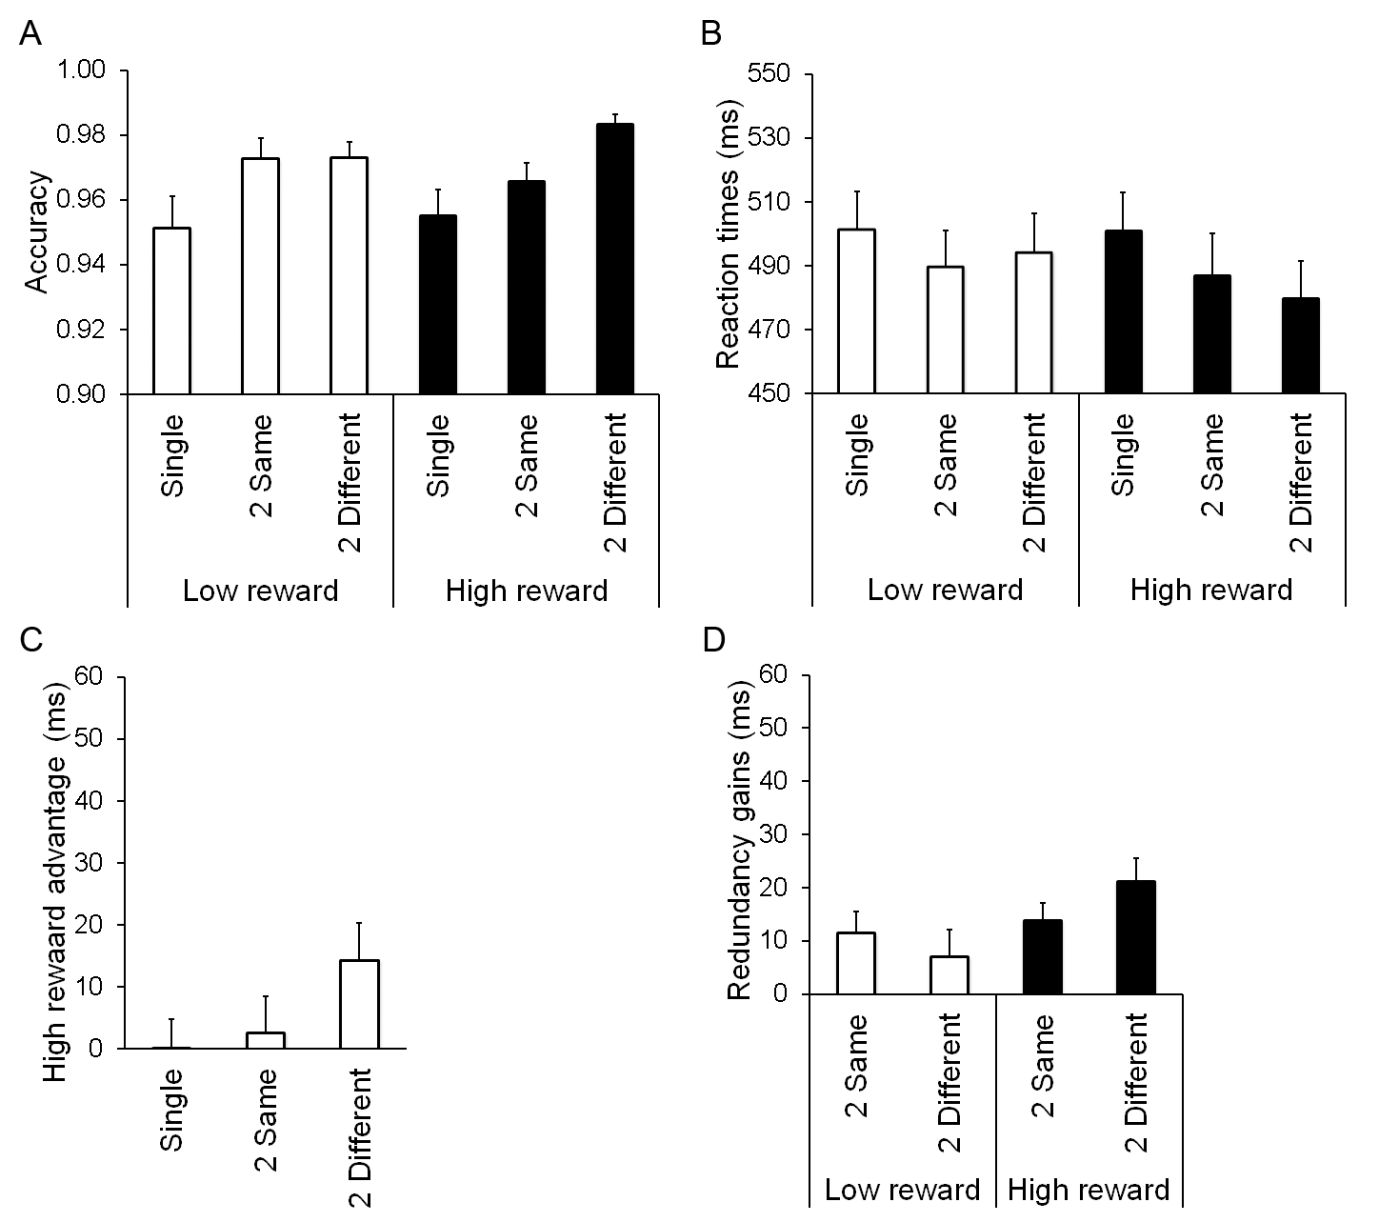 A
Accuracy
1.00
0.98
0.96
0.94
0.92
0.90
Single
2 Same
2 Different
Single
2 Same
2 Different
Low reward
High reward
B
Reaction times (ms)
550
530
510
490
470
450
Single
2 Same
2 Different
Single
2 Same
2 Different
Low reward
High reward
C
High rewaard advantage (ms)
60
50
40
30
20
10
0
Single
2 Same
2 Different
D
Redundancy gains (ms)
60
50
40
30
20
10
0
2 Same
2 Different
2 Same
2 Different
Low reward
High reward